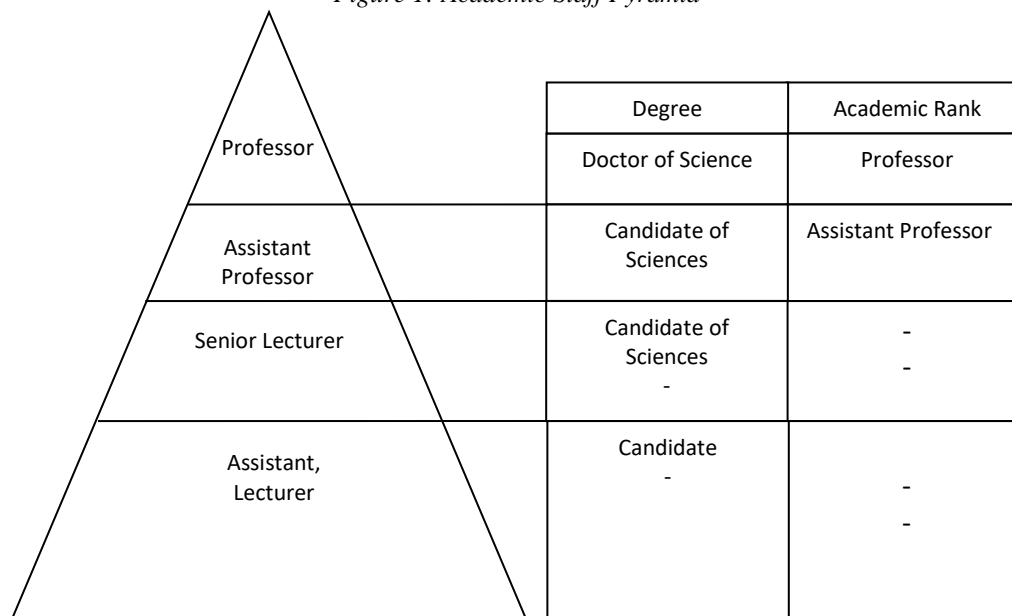 Figure 1: Academic Staff Pyramid
Degree
Academic Rank
Professor
Doctor of Science
Professor
Assistant
Professor
Candidate of
Sciences
Assistant Professor
Senior Lecturer
Candidate of
Sciences
-
-
-
Assistant,
Lecturer
Candidate
-
-
-